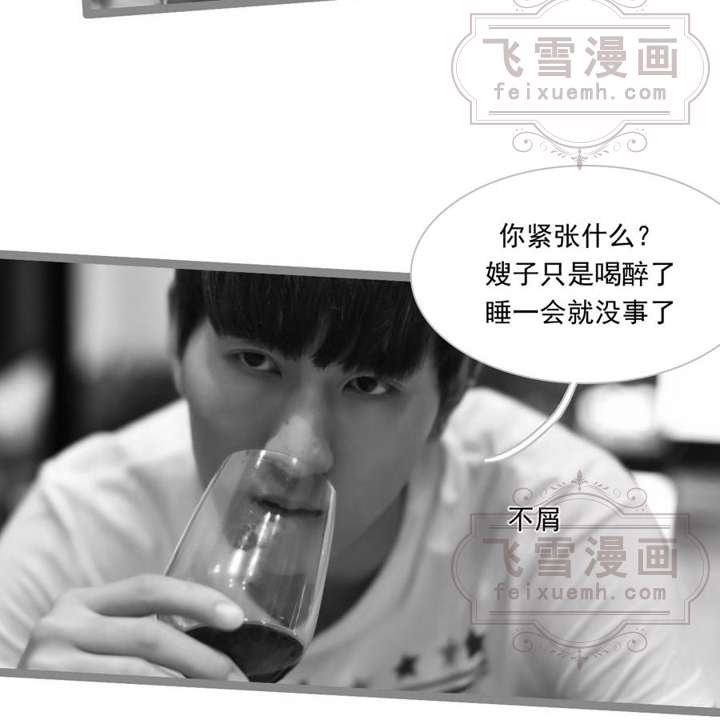 飞雪漫画
feixuemh.com
你紧张什么？
嫂子只是喝醉了
睡一会就没事了
不屑
飞雪漫画
feixuemh.com